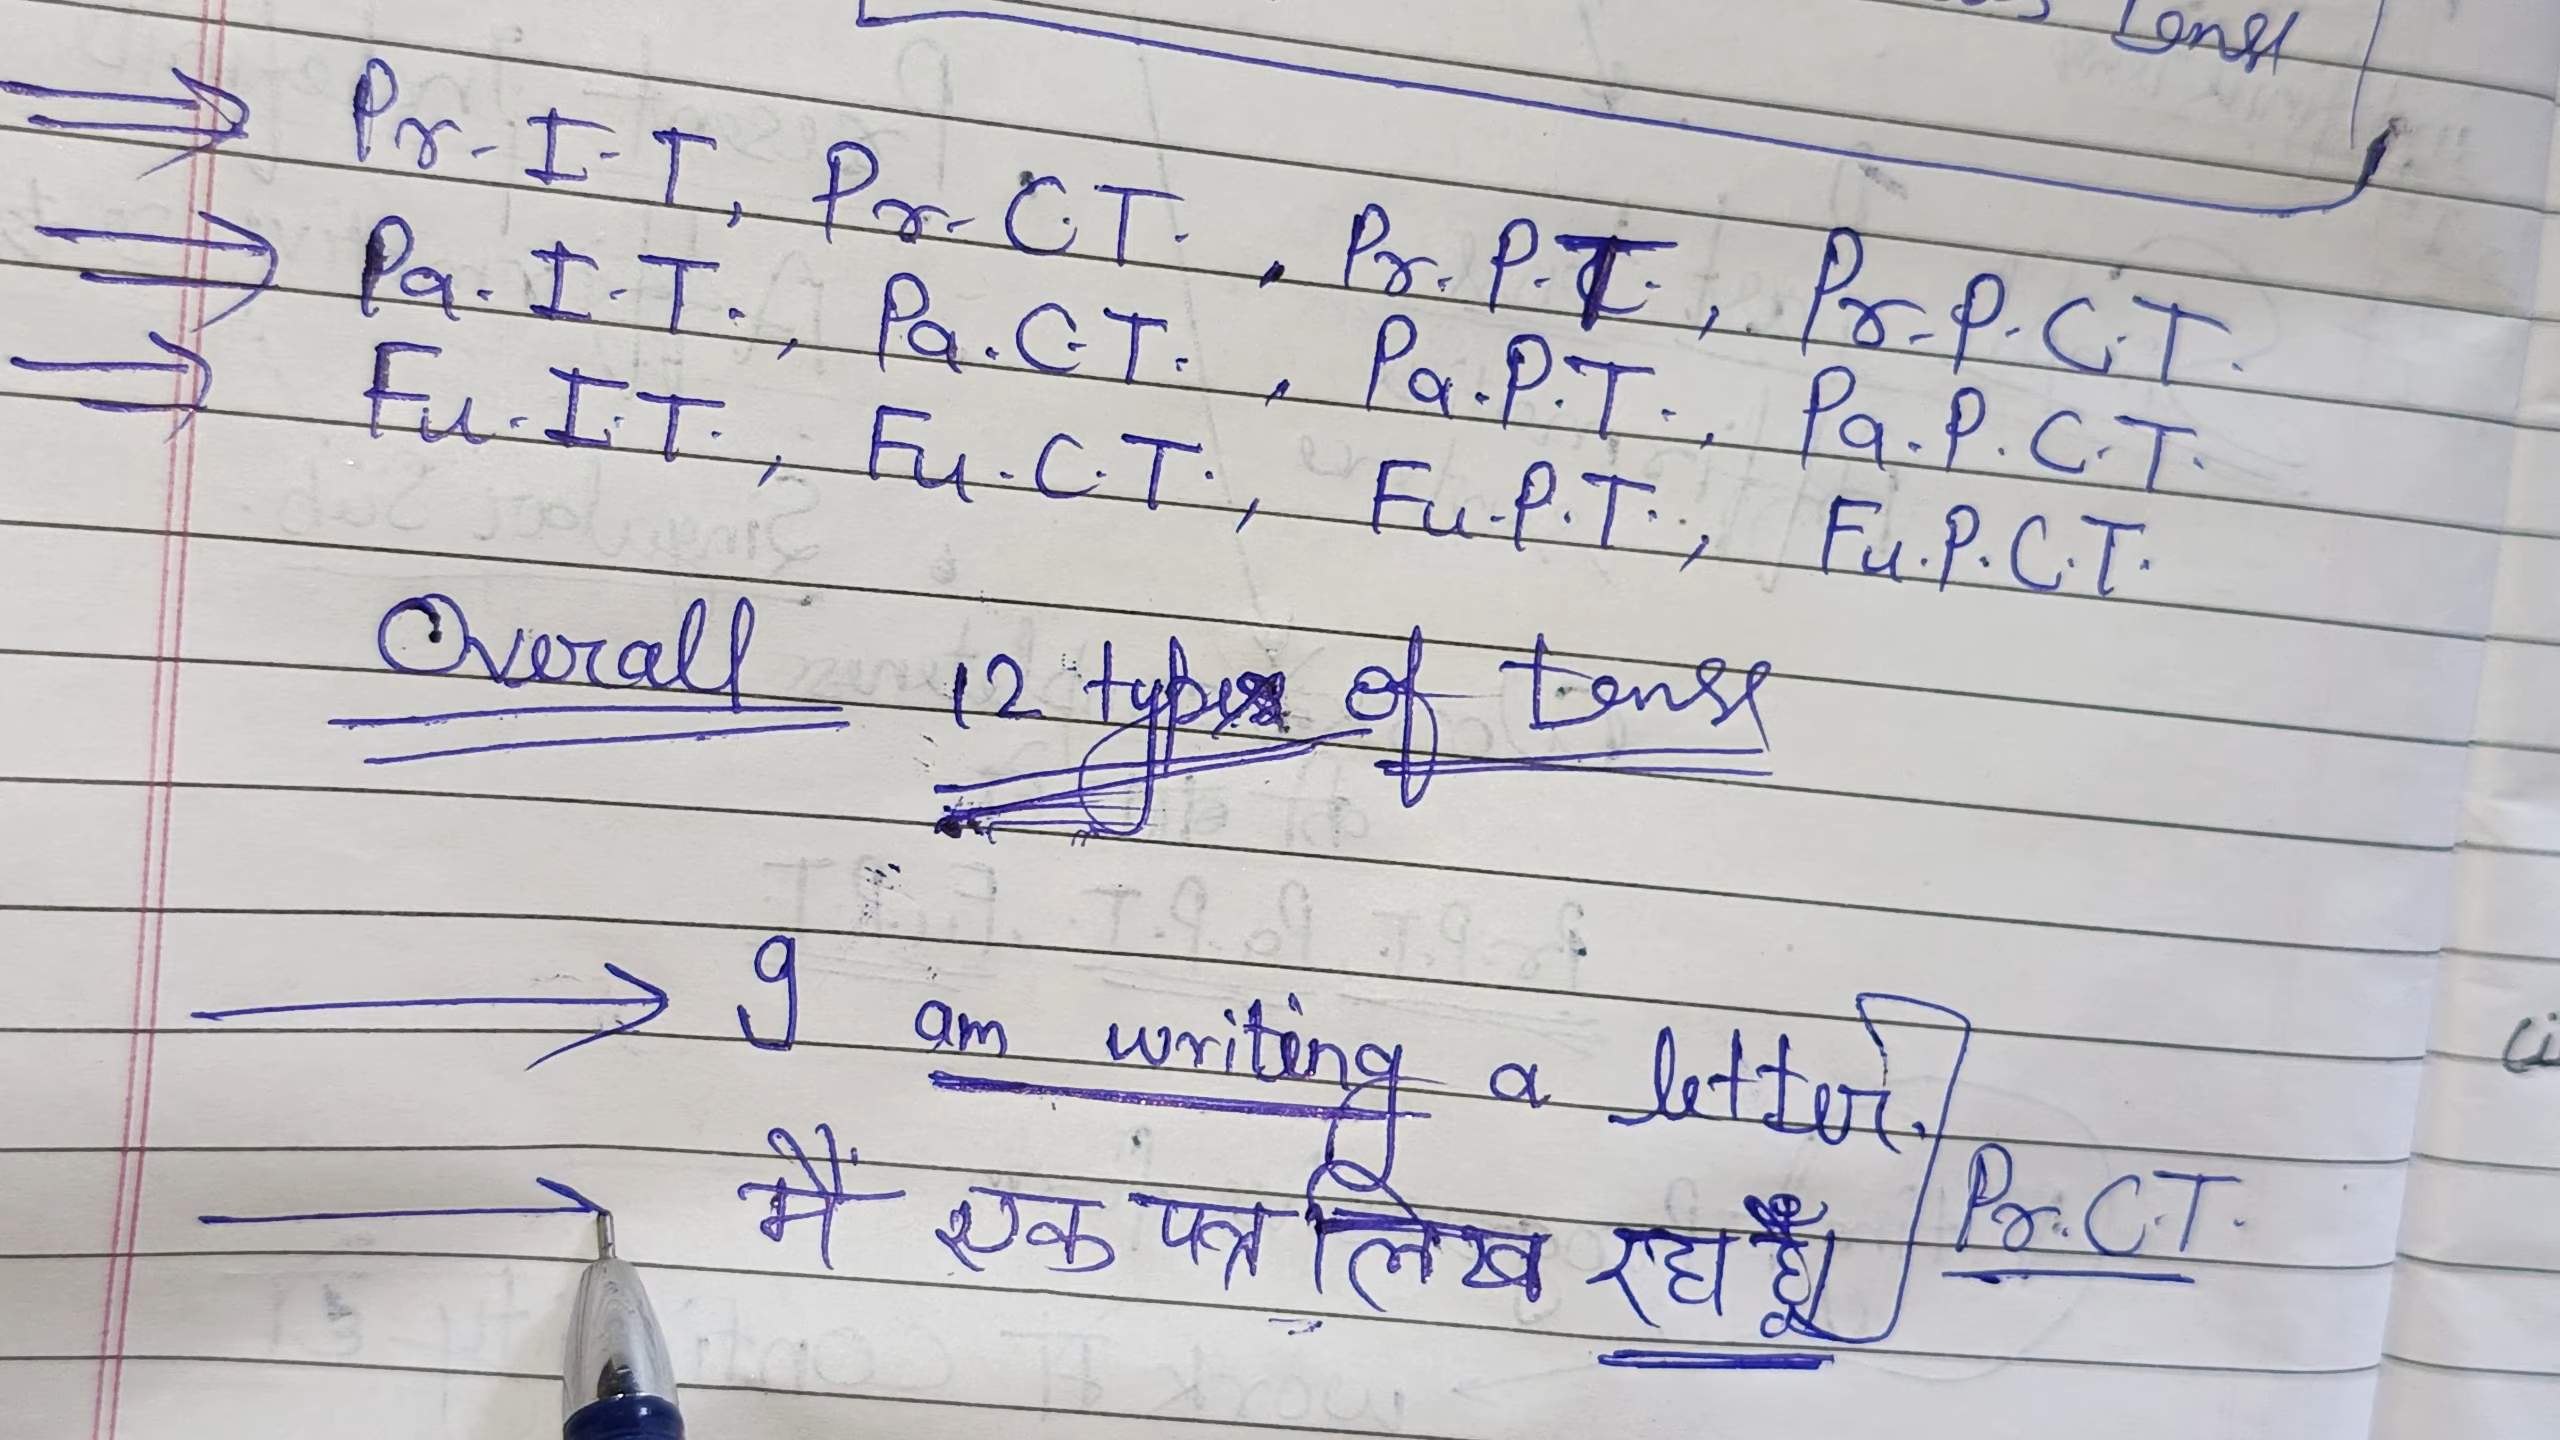 Tense
Pr.I.T, Pr.C.T., Pr.P.T., Pr.P.C.T.
Pa.I.T., Pa.C.T., Pa.P.T., Pa.P.C.T.
Fu.I.T., Fu.C.T., Fu.P.T., Fu.P.C.T.
Overall 12 types of tense
I am writing a letter.
मैं एक पत्र लिख रहा हूँ।
Pr.C.T.